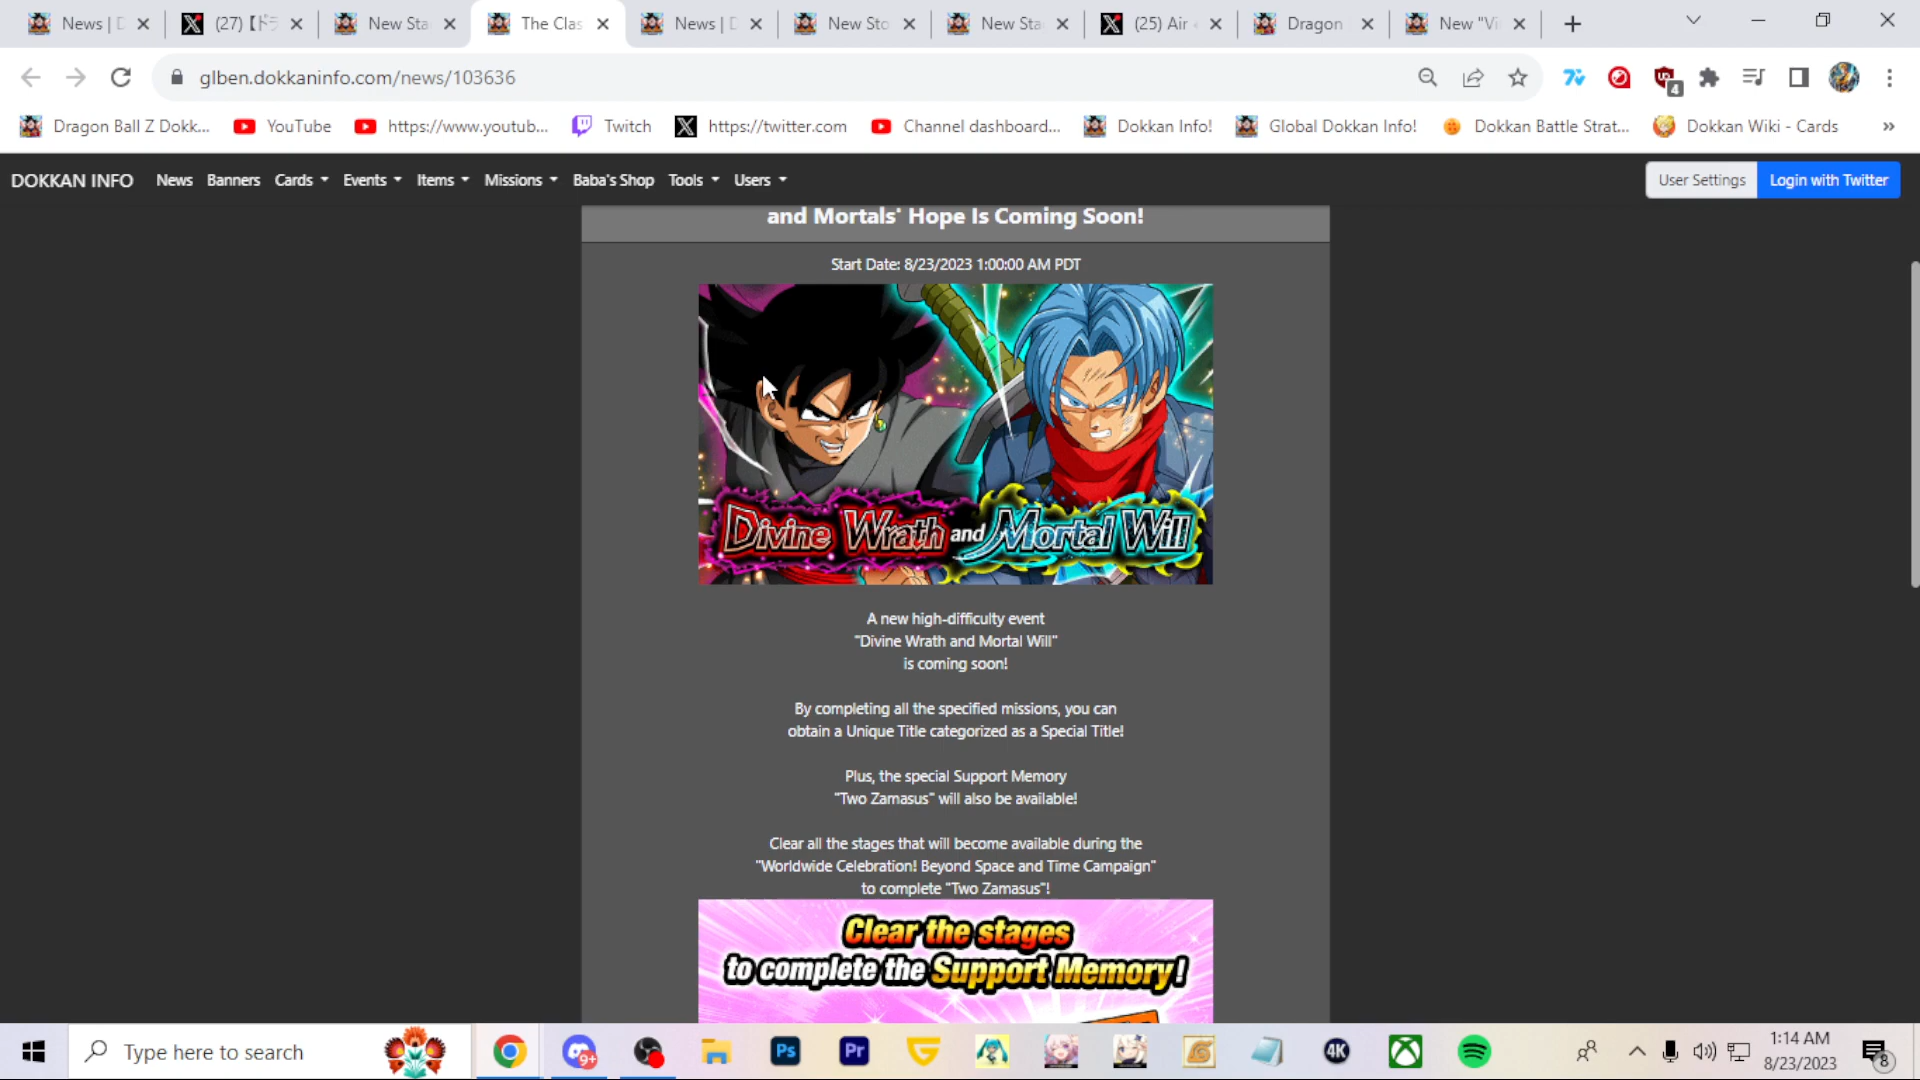 News | D
(27)【ドラ
New Sta
The Clas
News | D
New Sto
New Sta
(25) Air
Dragon
New "Vi
glben.dokkaninfo.com/news/103636
4
Dragon Ball Z Dokk...
YouTube
https://www.youtub...
Twitch
https://twitter.com
Channel dashboard...
Dokkan Info!
Global Dokkan Info!
Dokkan Battle Strat...
Dokkan Wiki - Cards
»
DOKKAN INFO
News
Banners
Cards
Events
Items
Missions
Baba's Shop
Tools
Users
User Settings
Login with Twitter
and Mortals' Hope Is Coming Soon!
Start Date: 8/23/2023 1:00:00 AM PDT
Divine Wrath and Mortal Will
A new high-difficulty event
"Divine Wrath and Mortal Will"
is coming soon!
By completing all the specified missions, you can
obtain a Unique Title categorized as a Special Title!
Plus, the special Support Memory
"Two Zamasus" will also be available!
Clear all the stages that will become available during the
"Worldwide Celebration! Beyond Space and Time Campaign"
to complete "Two Zamasus"!
Clear the stages
to complete the Support Memory!
Type here to search
9+
Ps
Pr
4K
1:14 AM
8/23/2023
8